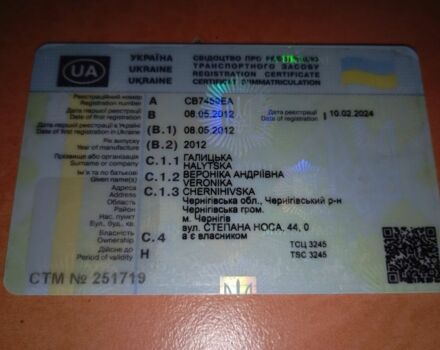 UA
УКРАЇНА
UKRAINE
UKRAINE
СВІДОЦТВО ПРО РЕЄСТРАЦІЮ
ТРАНСПОРТНОГО ЗАСОБУ
REGISTRATION CERTIFICATE
CERTIFICAT D'IMMATRICULATION
Реєстраційний номер
Registration number A CB7450EA
Дата першої реєстрації
Date of first registration B 08.05.2012
Дата реєстрації
Date of registration I 10.02.2024
Дата першої реєстрації в Україні
Date of first registration in Ukraine (B.1) 08.05.2012
Рік випуску
Year of manufacture (B.2) 2012
Прізвище або організація
Surname or company C.1.1 ГАЛИЦЬКА
HALYTSKA
Ім'я та по батькові
Given name(s) C.1.2 ВЕРОНІКА АНДРІЇВНА
VERONIKA
Адреса
Address C.1.3 CHERNIHIVSKA
Область Чернігівська обл., Чернігівський р-н
Район Чернігівська гром.
Нас. пункт м. Чернігів
Вул., буд., кв. вул. СТЕПАНА НОСА, 44, 0
Власність
Ownership C.4 а є власником
Дійсне до
Period of validity H
ТСЦ 3245
TSC 3245
СТМ № 251719